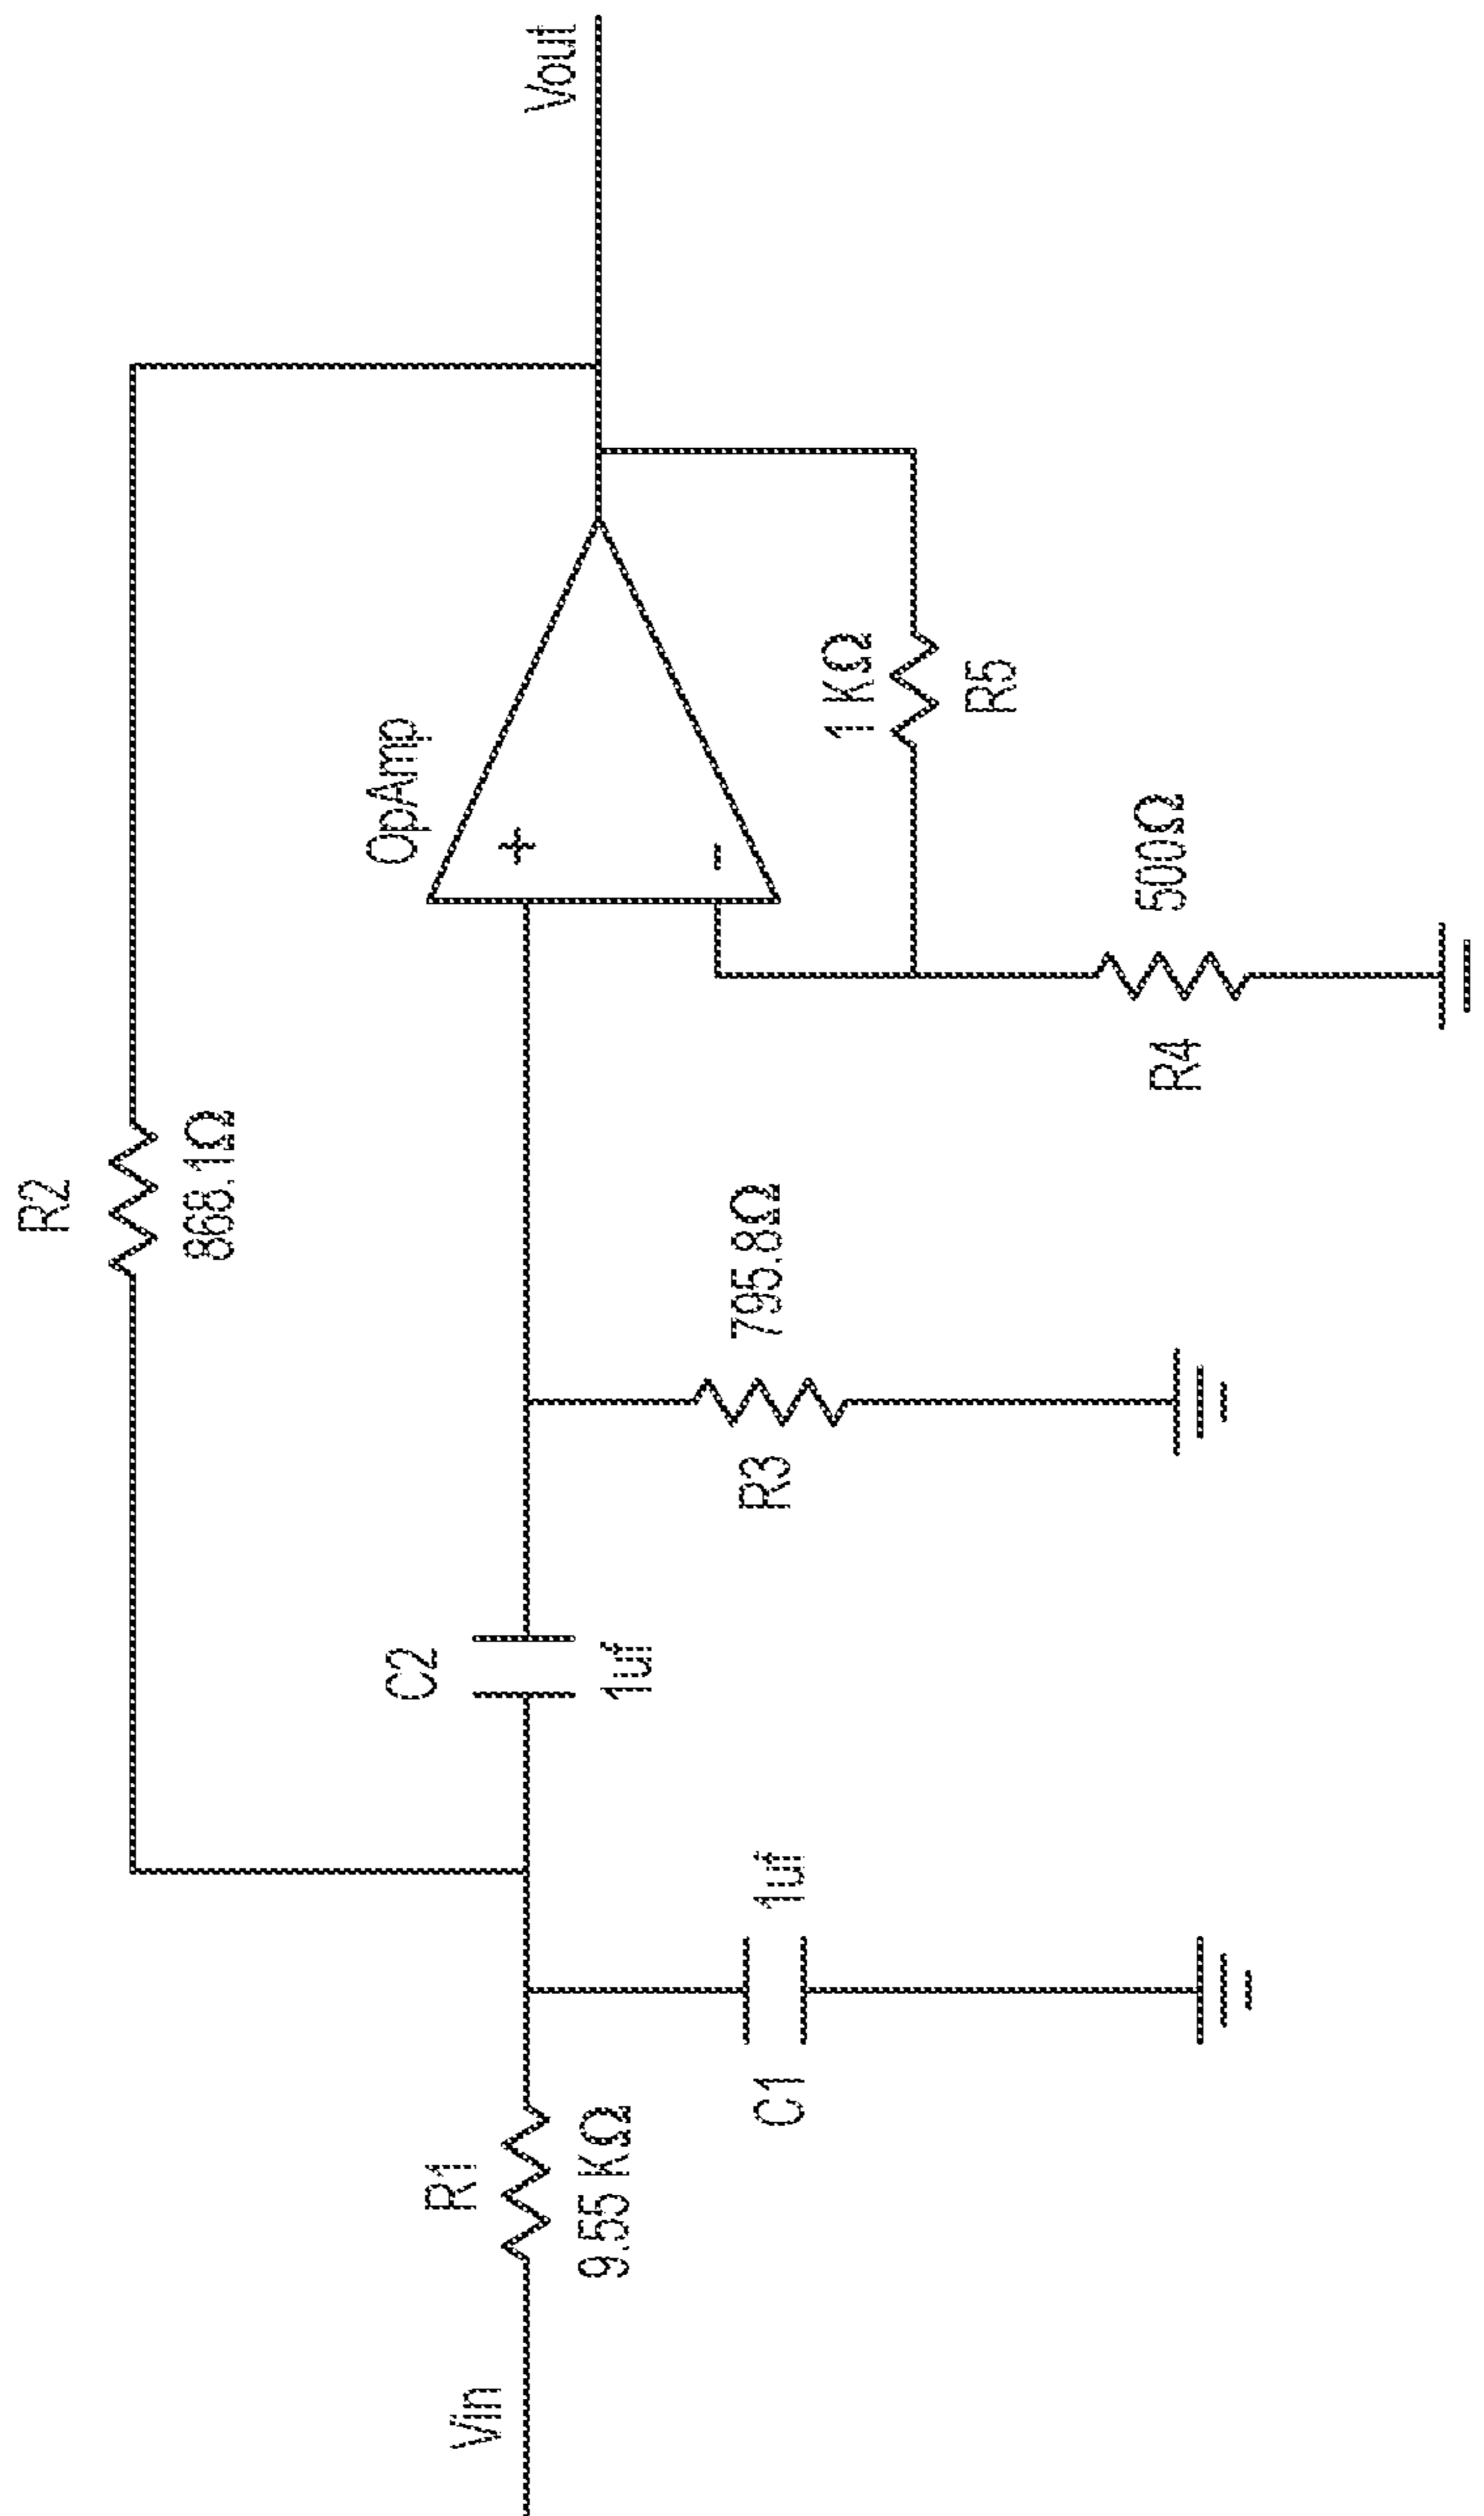 R2
868.1Ω
Vin
R1
9.55 KΩ
C1
1uf
C2
1uf
R3
795.8Ω
OpAmp
+
-
1 KΩ
R5
R4
500Ω
Vout